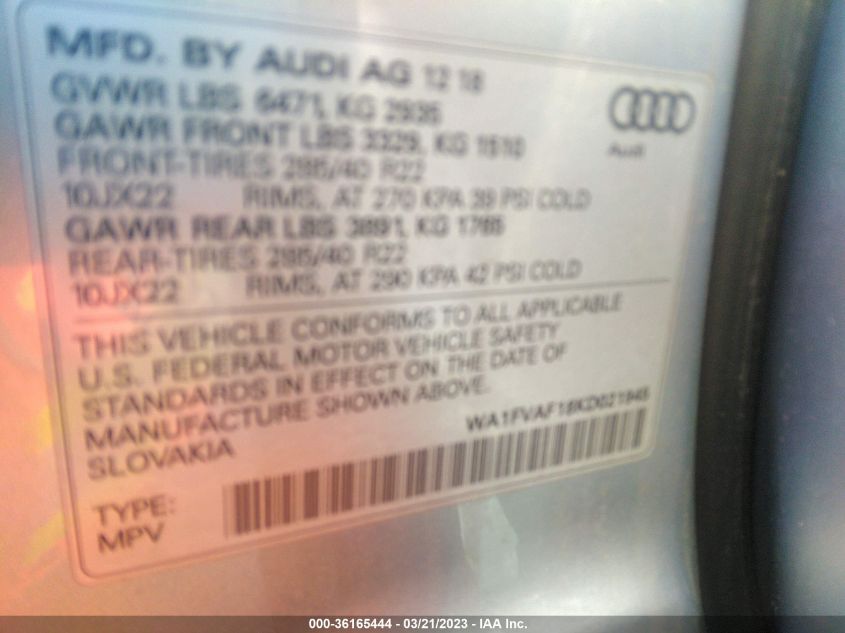 MFD. BY AUDI AG 12 18
GVWR LBS 6471, KG 2935
GAWR FRONT LBS 3329, KG 1510
FRONT-TIRES 285/40 R22
10JX22 RIMS, AT 270 KPA 39 PSI COLD
GAWR REAR LBS 3891, KG 1765
REAR-TIRES 285/40 R22
10JX22 RIMS, AT 290 KPA 42 PSI COLD
Audi
THIS VEHICLE CONFORMS TO ALL APPLICABLE
U.S. FEDERAL MOTOR VEHICLE SAFETY
STANDARDS IN EFFECT ON THE DATE OF
MANUFACTURE SHOWN ABOVE.
SLOVAKIA
WA1FVAF18KD021945
TYPE:
MPV
000-36165444 - 03/21/2023 - IAA Inc.